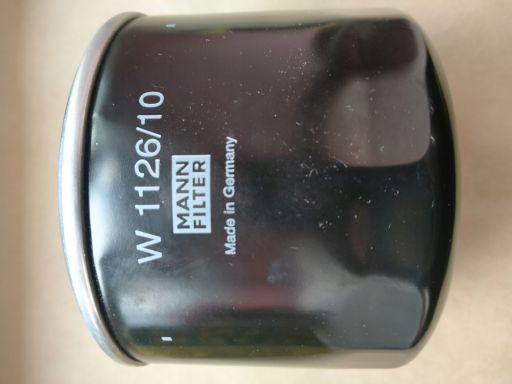 W 1126/10
MANN
FILTER
Made in Germany